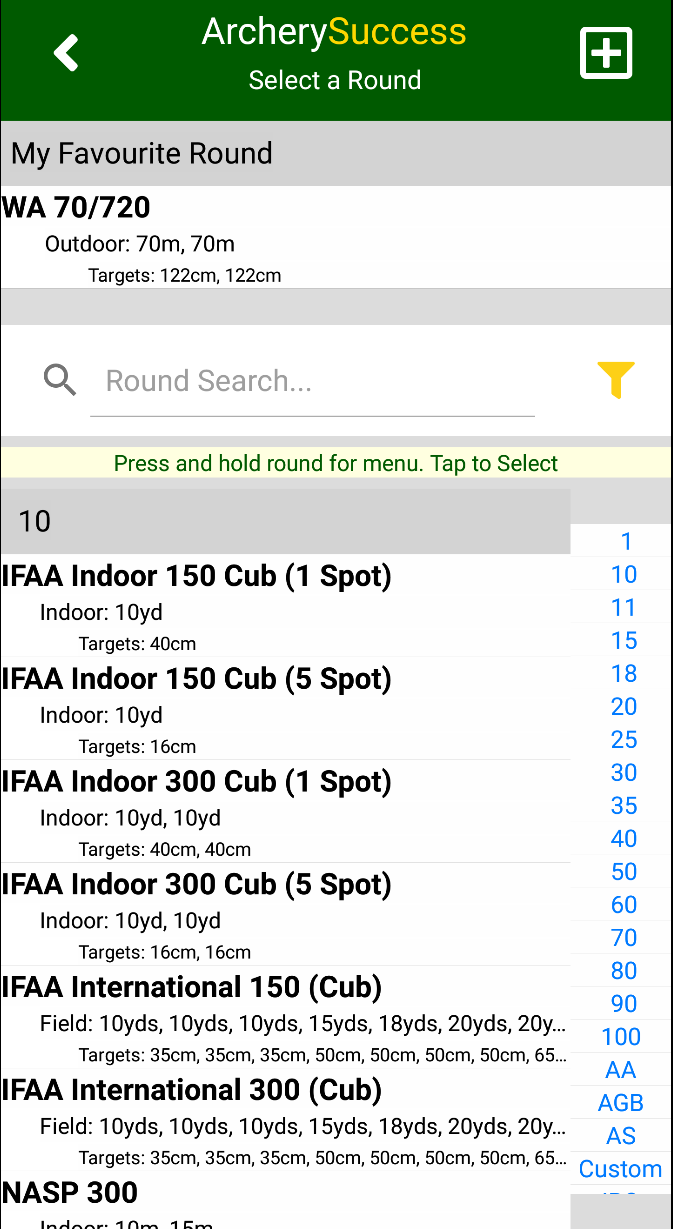 ArcherySuccess
Select a Round
My Favourite Round
WA 70/720
Outdoor: 70m, 70m
Targets: 122cm, 122cm
Round Search...
Press and hold round for menu. Tap to Select
10
IFAA Indoor 150 Cub (1 Spot)
Indoor: 10yd
Targets: 40cm
IFAA Indoor 150 Cub (5 Spot)
Indoor: 10yd
Targets: 16cm
IFAA Indoor 300 Cub (1 Spot)
Indoor: 10yd, 10yd
Targets: 40cm, 40cm
IFAA Indoor 300 Cub (5 Spot)
Indoor: 10yd, 10yd
Targets: 16cm, 16cm
IFAA International 150 (Cub)
Field: 10yds, 10yds, 10yds, 15yds, 18yds, 20yds, 20y...
Targets: 35cm, 35cm, 35cm, 50cm, 50cm, 50cm, 50cm, 65...
IFAA International 300 (Cub)
Field: 10yds, 10yds, 10yds, 15yds, 18yds, 20yds, 20y...
Targets: 35cm, 35cm, 35cm, 50cm, 50cm, 50cm, 50cm, 65...
NASP 300
Indoor: 10m, 15m
1
10
11
15
18
20
25
30
35
40
50
60
70
80
90
100
AA
AGB
AS
Custom